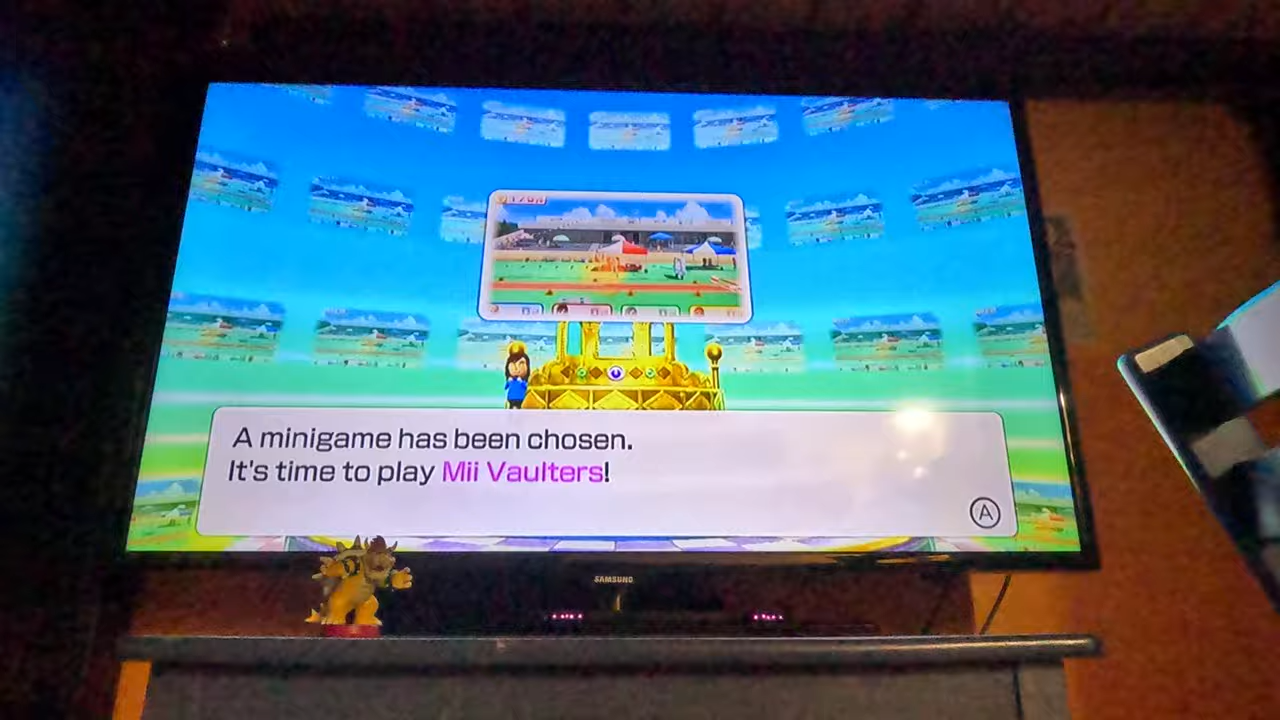 A minigame has been chosen.
It's time to play Mii Vaulters!
A
SAMSUNG